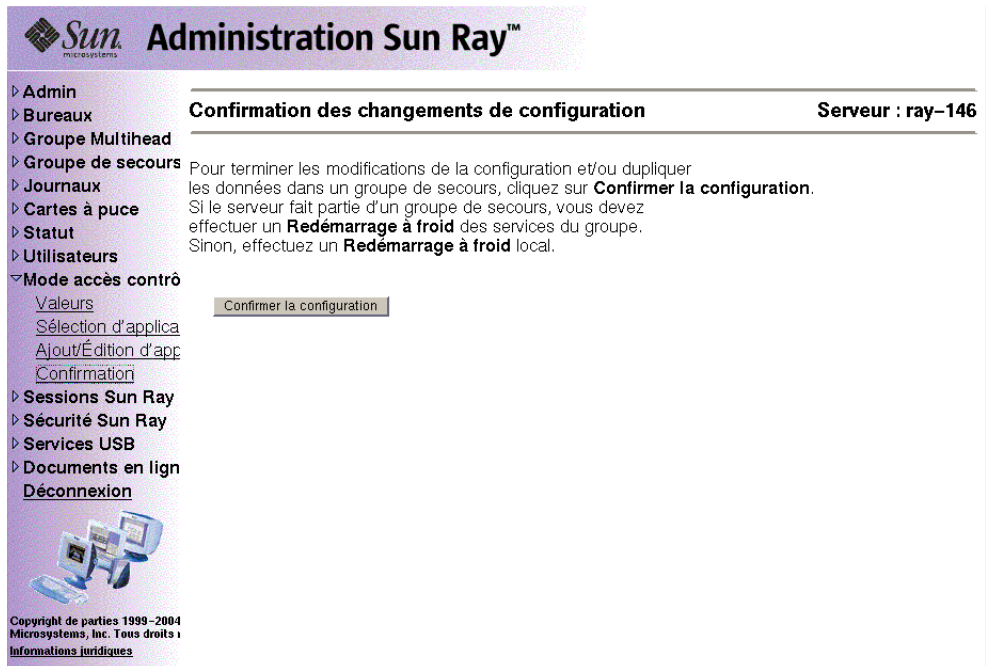 Sun
microsystems
Administration Sun Ray™
Admin
Bureaux
Groupe Multihead
Groupe de secours
Journaux
Cartes à puce
Statut
Utilisateurs
Mode accès contrô
Valeurs
Sélection d'applica
Ajout/Édition d'app
Confirmation
Sessions Sun Ray
Sécurité Sun Ray
Services USB
Documents en lign
Déconnexion
Copyright de parties 1999-2004
Microsystems, Inc. Tous droits
Informations juridiques
Confirmation des changements de configuration Serveur : ray-146
Pour terminer les modifications de la configuration et/ou dupliquer
les données dans un groupe de secours, cliquez sur Confirmer la configuration.
Si le serveur fait partie d'un groupe de secours, vous devez
effectuer un Redémarrage à froid des services du groupe.
Sinon, effectuez un Redémarrage à froid local.
Confirmer la configuration